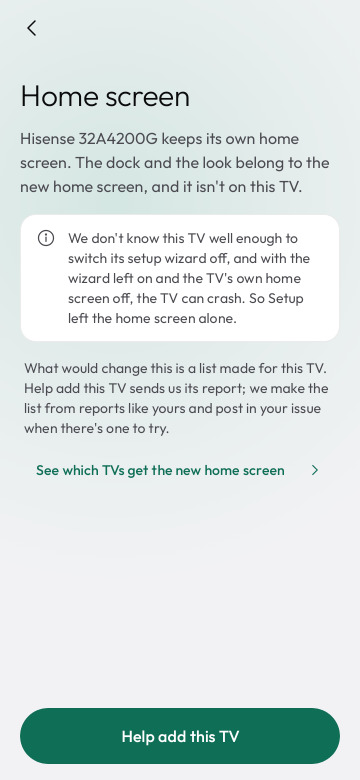 Home screen
Hisense 32A4200G keeps its own home
screen. The dock and the look belong to the
new home screen, and it isn't on this TV.
We don't know this TV well enough to
switch its setup wizard off, and with the
wizard left on and the TV's own home
screen off, the TV can crash. So Setup
left the home screen alone.
What would change this is a list made for this TV.
Help add this TV sends us its report; we make the
list from reports like yours and post in your issue
when there's one to try.
See which TVs get the new home screen
Help add this TV